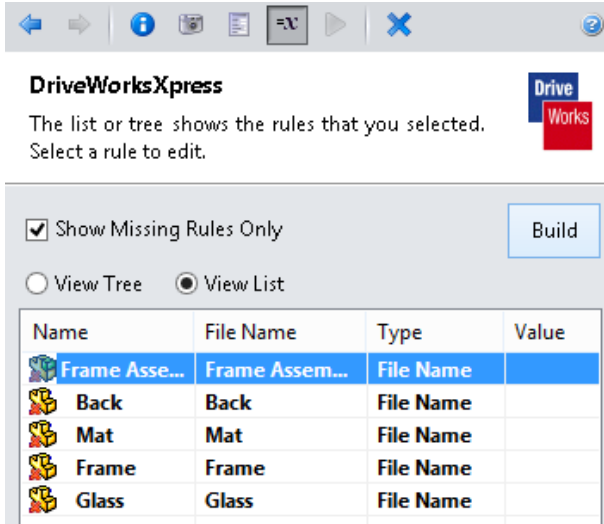 =x
?
DriveWorksXpress
Drive
Works
The list or tree shows the rules that you selected.
Select a rule to edit.
Show Missing Rules Only
Build
View Tree View List
Name File Name Type Value
Frame Asse... Frame Assem... File Name
Back Back File Name
Mat Mat File Name
Frame Frame File Name
Glass Glass File Name